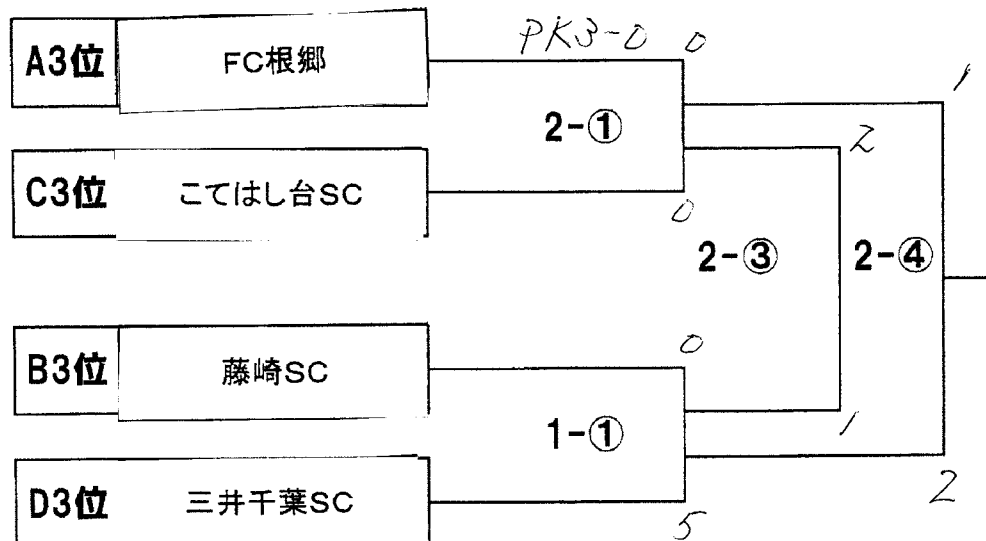 A3位 FC根郷
PK3-0 0
1
2-①
2
C3位 こてはし台SC
0
2-③ 2-④
0
B3位 藤崎SC
1-①
1
D3位 三井千葉SC
5
2